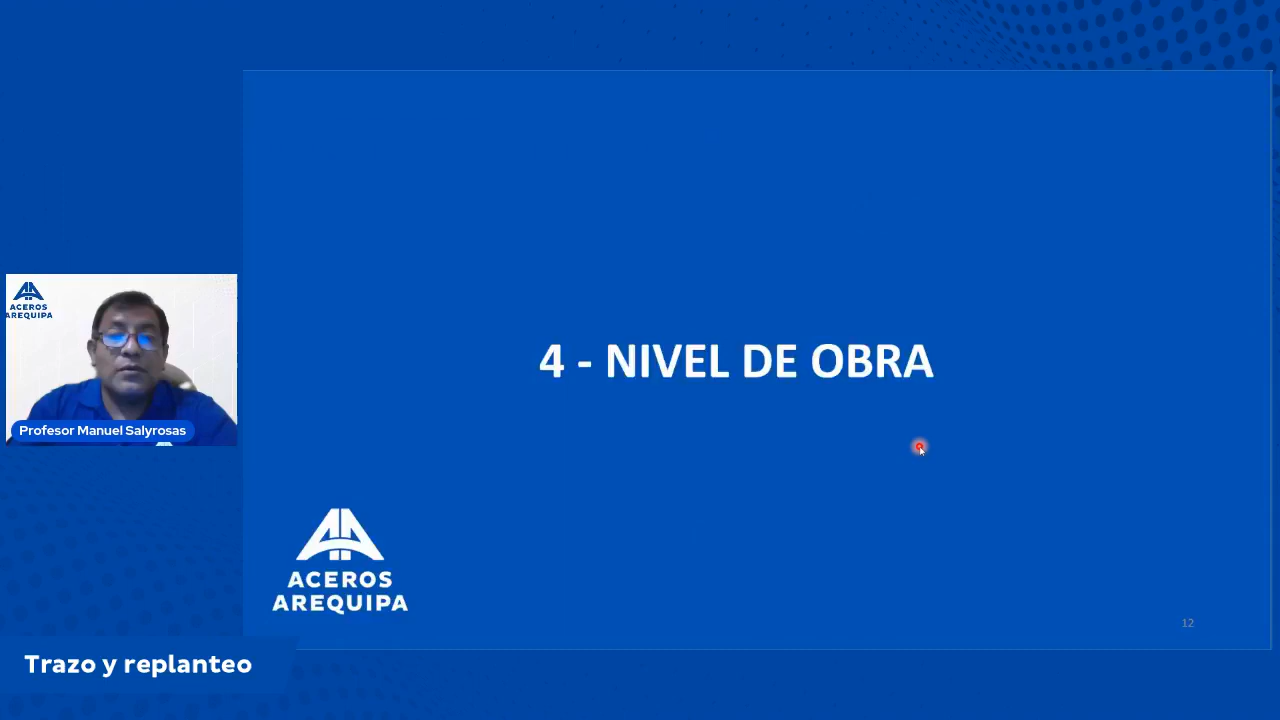 4 - NIVEL DE OBRA
ACEROS
AREQUIPA
Profesor Manuel Salyrosas
ACEROS
AREQUIPA
12
Trazo y replanteo